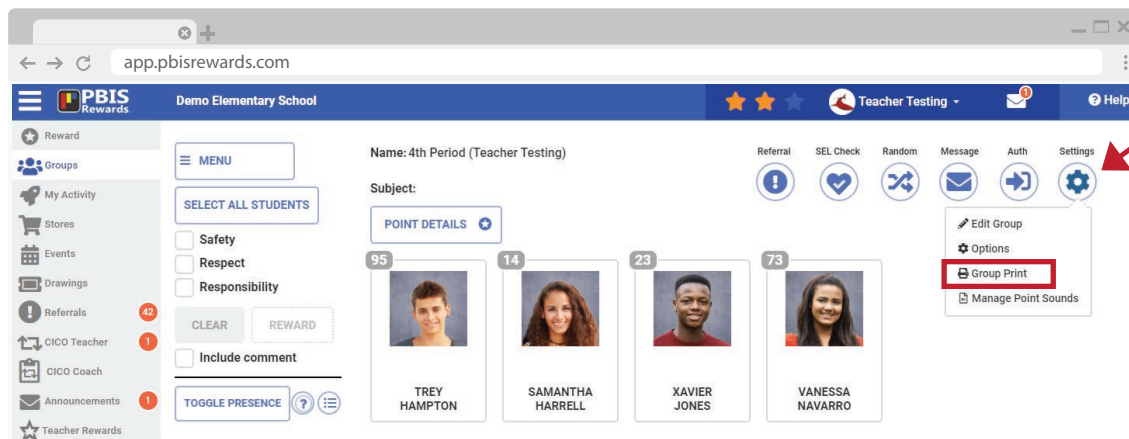 app.pbisrewards.com
PBIS
Rewards
Demo Elementary School
Teacher Testing
1
Help
Reward
Groups
My Activity
Stores
Events
Drawings
Referrals 42
CICO Teacher 1
CICO Coach
Announcements 1
Teacher Rewards
MENU
SELECT ALL STUDENTS
Safety
Respect
Responsibility
CLEAR REWARD
Include comment
TOGGLE PRESENCE ?
Name: 4th Period (Teacher Testing)
Subject:
POINT DETAILS
Referral SEL Check Random Message Auth Settings
Edit Group
Options
Group Print
Manage Point Sounds
95 14 23 73
TREY
HAMPTON
SAMANTHA
HARRELL
XAVIER
JONES
VANESSA
NAVARRO